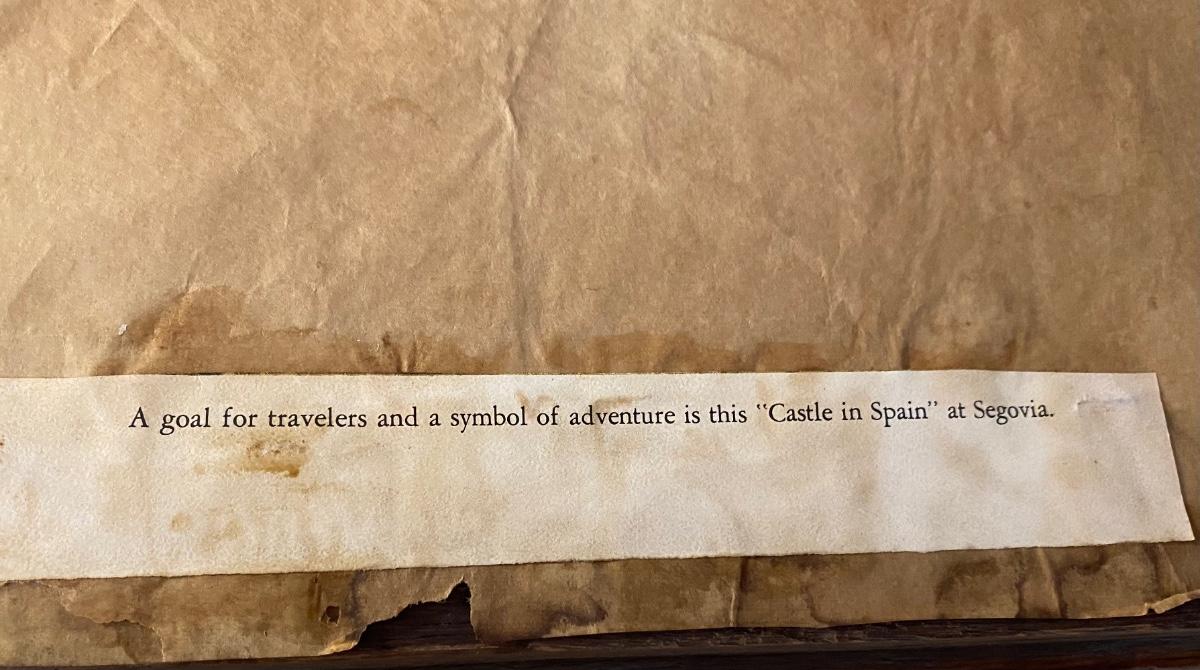 A goal for travelers and a symbol of adventure is this “Castle in Spain” at Segovia.